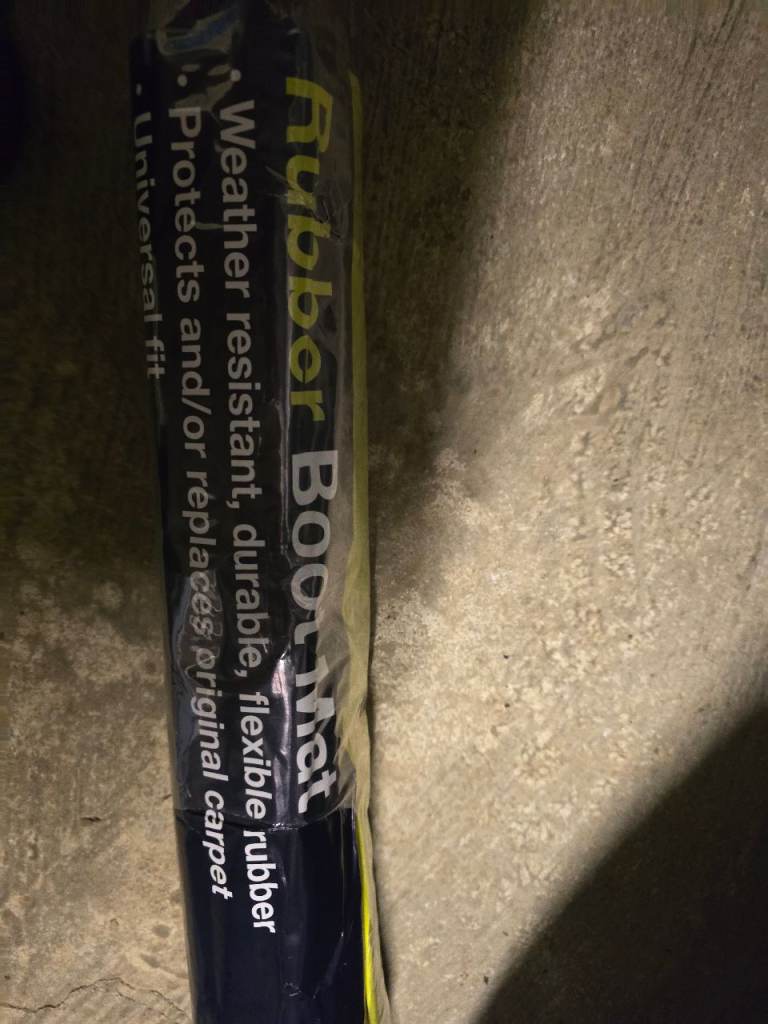 Rubber Boot Mat
• Weather resistant, durable, flexible rubber
• Protects and/or replaces original carpet
• Universal fit